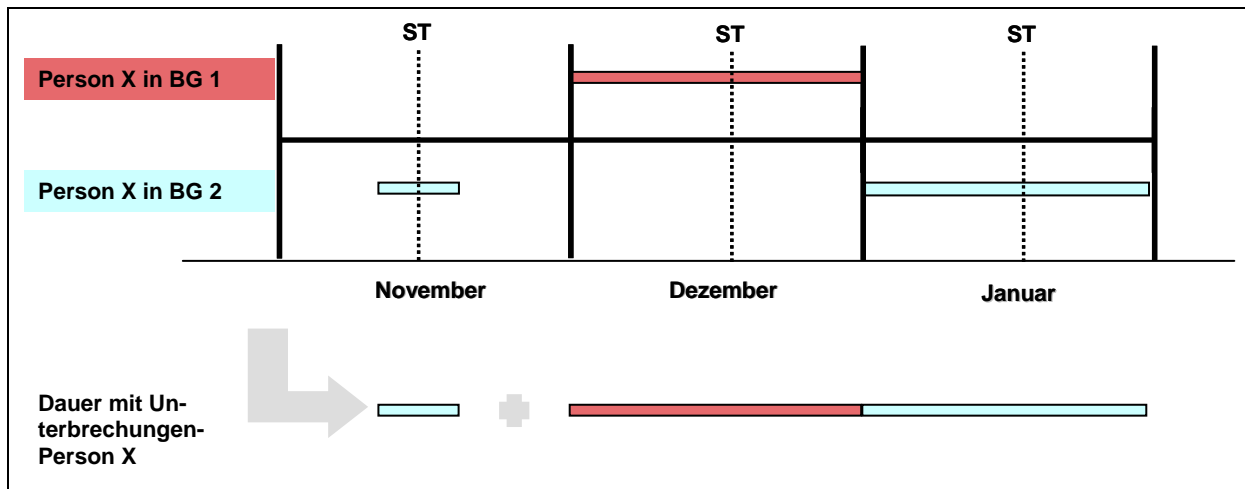 ST ST ST
Person X in BG 1
Person X in BG 2
November Dezember Januar
Dauer mit Un-
terbrechungen-
Person X